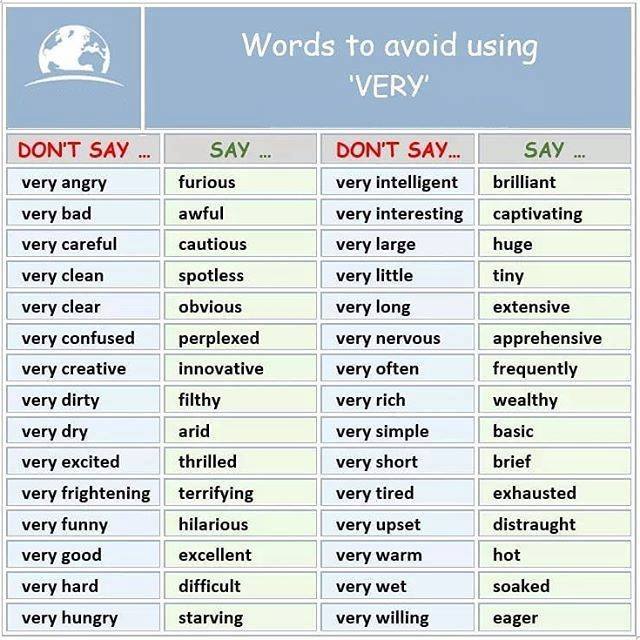 Words to avoid using
'VERY'
DON'T SAY ... SAY ... DON'T SAY... SAY ...
very angry furious very intelligent brilliant
very bad awful very interesting captivating
very careful cautious very large huge
very clean spotless very little tiny
very clear obvious very long extensive
very confused perplexed very nervous apprehensive
very creative innovative very often frequently
very dirty filthy very rich wealthy
very dry arid very simple basic
very excited thrilled very short brief
very frightening terrifying very tired exhausted
very funny hilarious very upset distraught
very good excellent very warm hot
very hard difficult very wet soaked
very hungry starving very willing eager